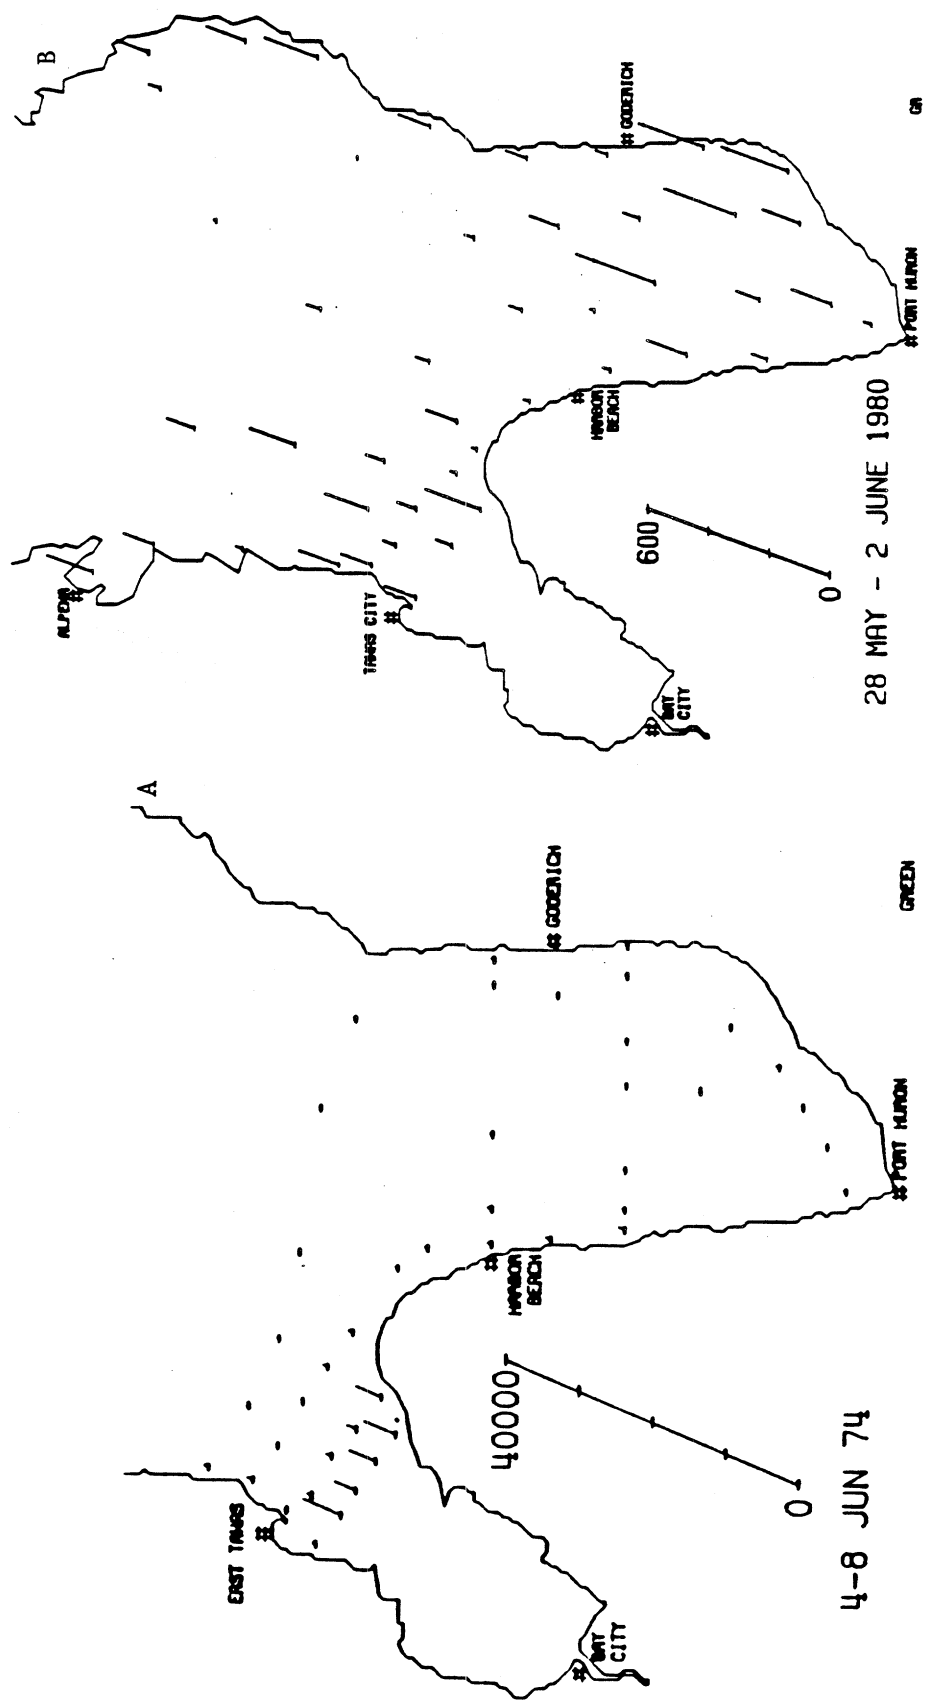 B
ALPENA
#
TAWAS CITY
#
BAY
CITY
#
HARBOR
BEACH
#
# GODERICH
# PORT HURON
600
0
28 MAY - 2 JUNE 1980
GR
A
EAST TAWAS
#
BAY
CITY
#
HARBOR
BEACH
#
# GODERICH
# PORT HURON
40000
0
4-8 JUN 74
GREEN